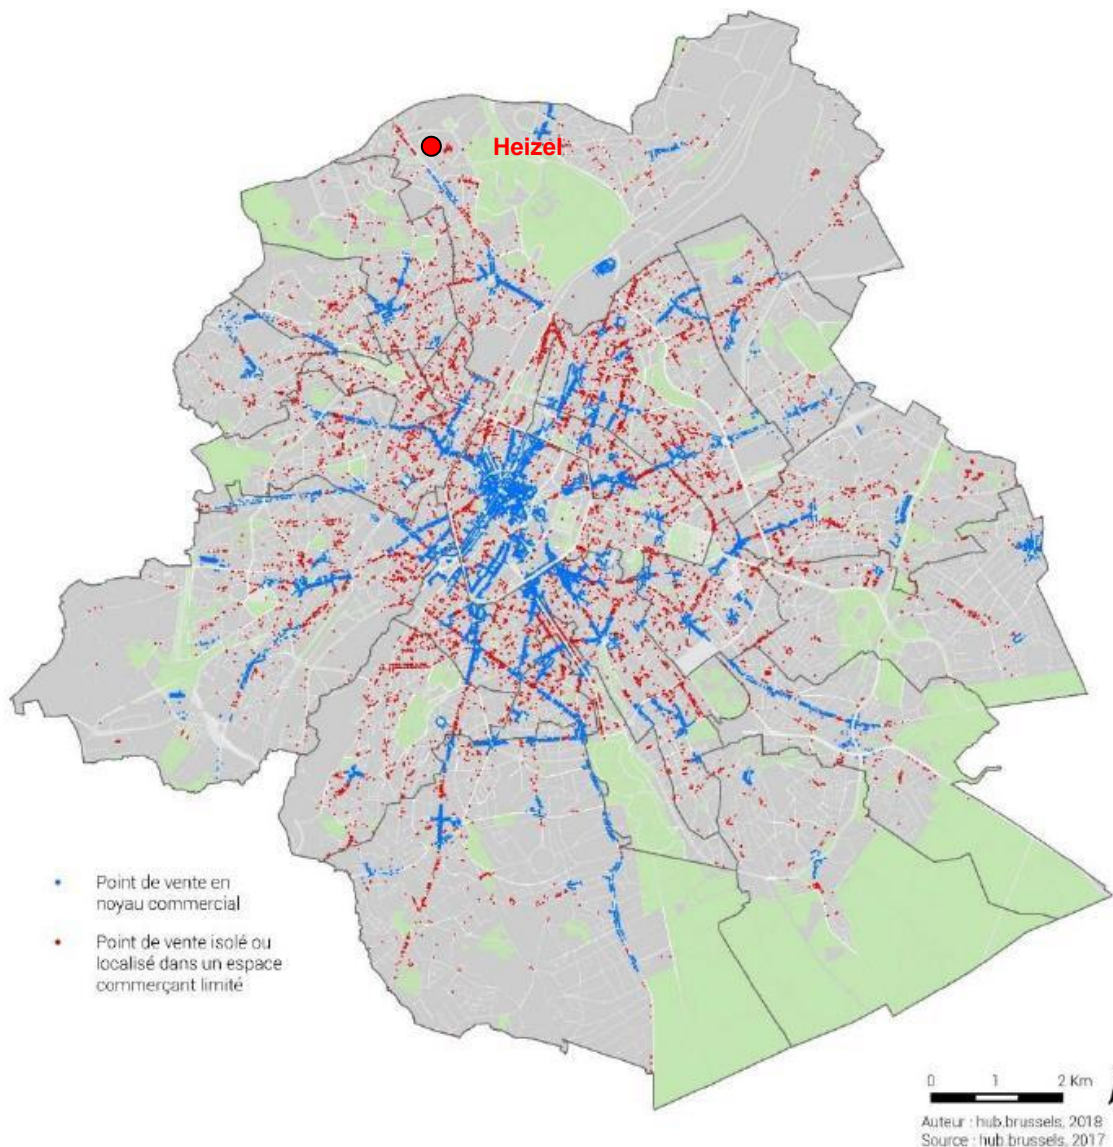 Heizel
Point de vente en
noyau commercial
Point de vente isolé ou
localisé dans un espace
commerçant limité
0 1 2 Km
Auteur : hub.brussels, 2018
Source : hub.brussels, 2017